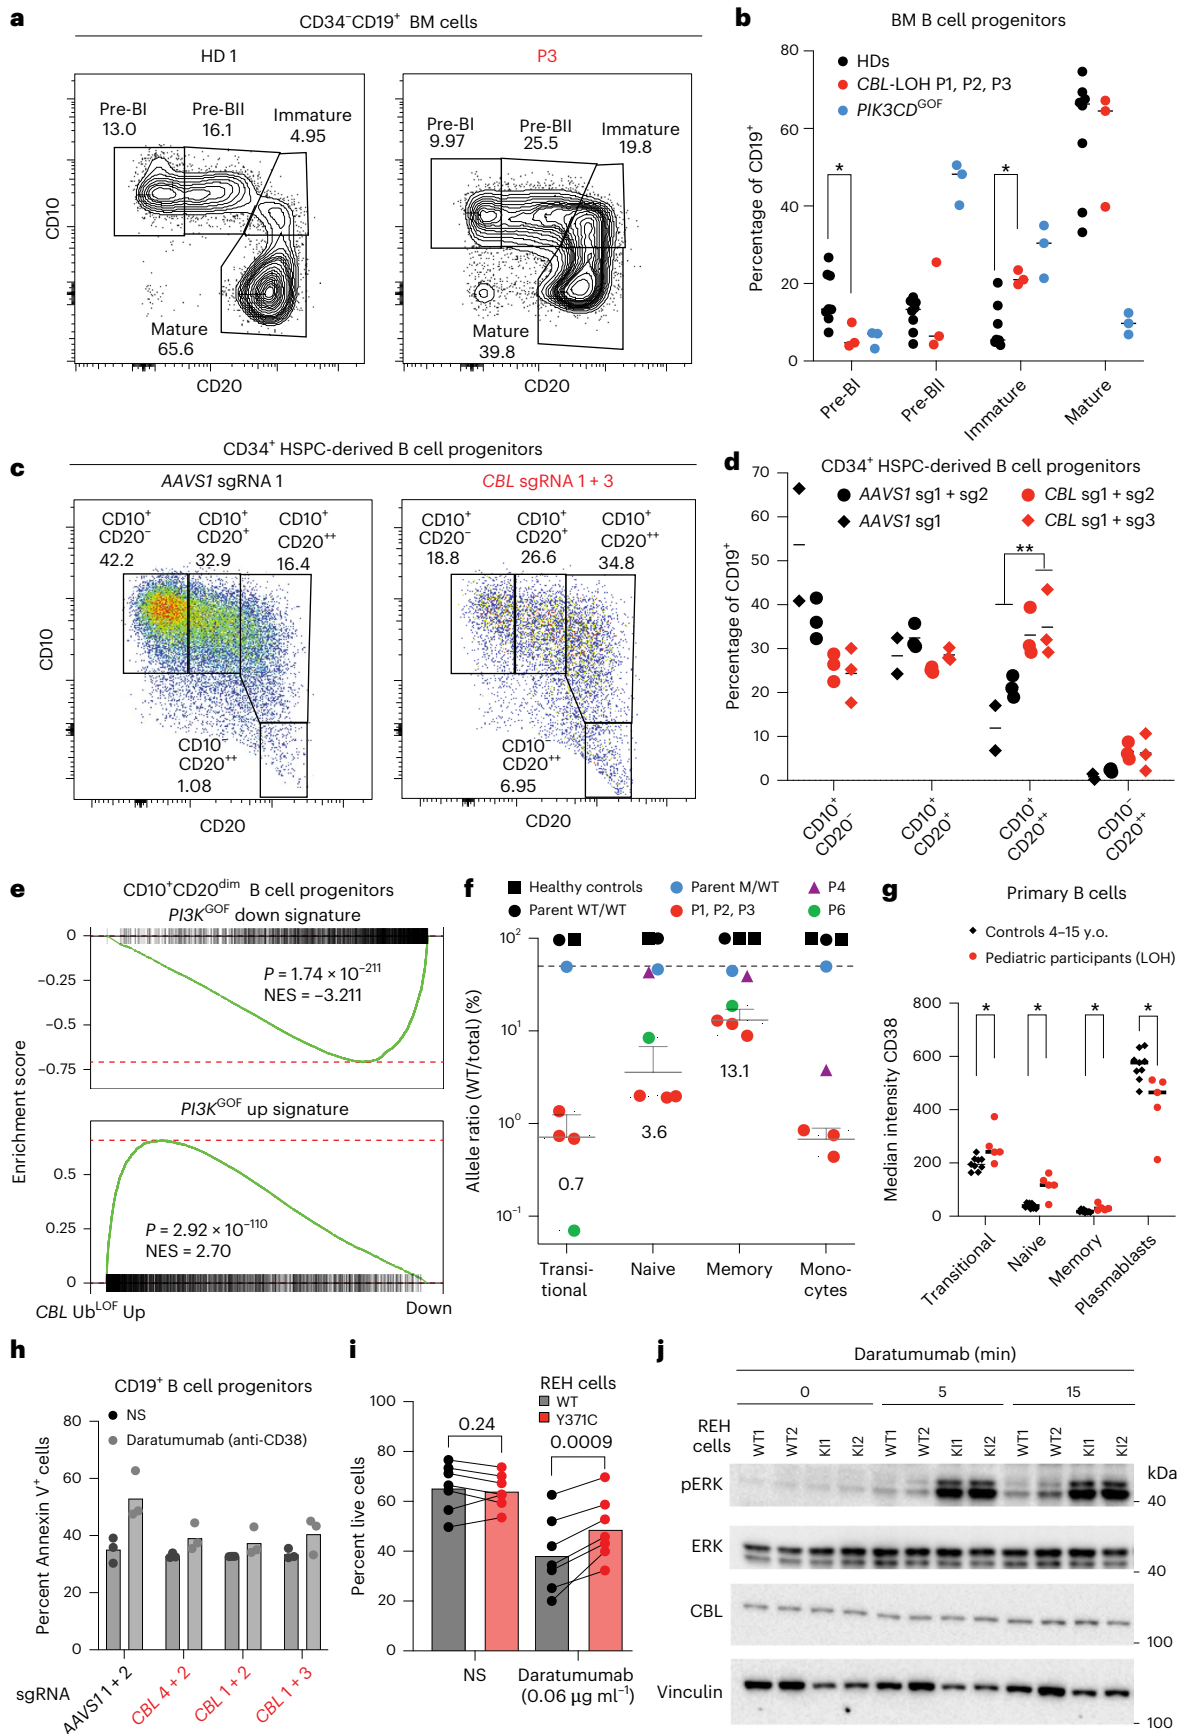 a
CD34⁻CD19⁺ BM cells
HD 1
P3
Pre-BI
13.0
Pre-BII
16.1
Immature
4.95
Mature
65.6
Pre-BI
9.97
Pre-BII
25.5
Immature
19.8
Mature
39.8
CD10
CD20
CD20
b
BM B cell progenitors
HDs
CBL-LOH P1, P2, P3
PIK3CD^GOF
Percentage of CD19⁺
80
60
40
20
0
*
*
Pre-BI
Pre-BII
Immature
Mature
c
CD34⁺ HSPC-derived B cell progenitors
AAVS1 sgRNA 1
CBL sgRNA 1 + 3
CD10⁺
CD20⁻
42.2
CD10⁺
CD20⁺
32.9
CD10⁺
CD20⁺⁺
16.4
CD10⁻
CD20⁺⁺
1.08
CD10⁺
CD20⁻
18.8
CD10⁺
CD20⁺
26.6
CD10⁺
CD20⁺⁺
34.8
CD10⁻
CD20⁺⁺
6.95
CD10
CD20
CD20
d
CD34⁺ HSPC-derived B cell progenitors
AAVS1 sg1 + sg2
CBL sg1 + sg2
AAVS1 sg1
CBL sg1 + sg3
Percentage of CD19⁺
70
60
50
40
30
20
10
0
**
CD10⁺
CD20⁻
CD10⁺
CD20⁺
CD10⁺
CD20⁺⁺
CD10⁻
CD20⁺⁺
e
CD10⁺CD20^dim B cell progenitors
PI3K^GOF down signature
0
−0.25
−0.5
−0.75
P = 1.74 × 10⁻²¹¹
NES = −3.211
Enrichment score
PI3K^GOF up signature
0.5
0.25
0
P = 2.92 × 10⁻¹¹⁰
NES = 2.70
CBL Ub^LOF Up
Down
f
Healthy controls
Parent M/WT
P4
Parent WT/WT
P1, P2, P3
P6
Allele ratio (WT/total) (%)
10²
10¹
10⁰
10⁻¹
0.7
3.6
13.1
Transi-
tional
Naive
Memory
Mono-
cytes
g
Primary B cells
Controls 4–15 y.o.
Pediatric participants (LOH)
Median intensity CD38
800
600
400
200
0
*
*
*
*
Transitional
Naive
Memory
Plasmablasts
h
CD19⁺ B cell progenitors
NS
Daratumumab (anti-CD38)
Percent Annexin V⁺ cells
80
60
40
20
0
sgRNA
AAVS1 1 + 2
CBL 4 + 2
CBL 1 + 2
CBL 1 + 3
i
REH cells
WT
Y371C
Percent live cells
100
80
60
40
20
0
0.24
0.0009
NS
Daratumumab
(0.06 µg ml⁻¹)
j
Daratumumab (min)
0
5
15
REH
cells
WT1
WT2
KI1
KI2
WT1
WT2
KI1
KI2
WT1
WT2
KI1
KI2
kDa
pERK
40
ERK
40
CBL
100
Vinculin
100